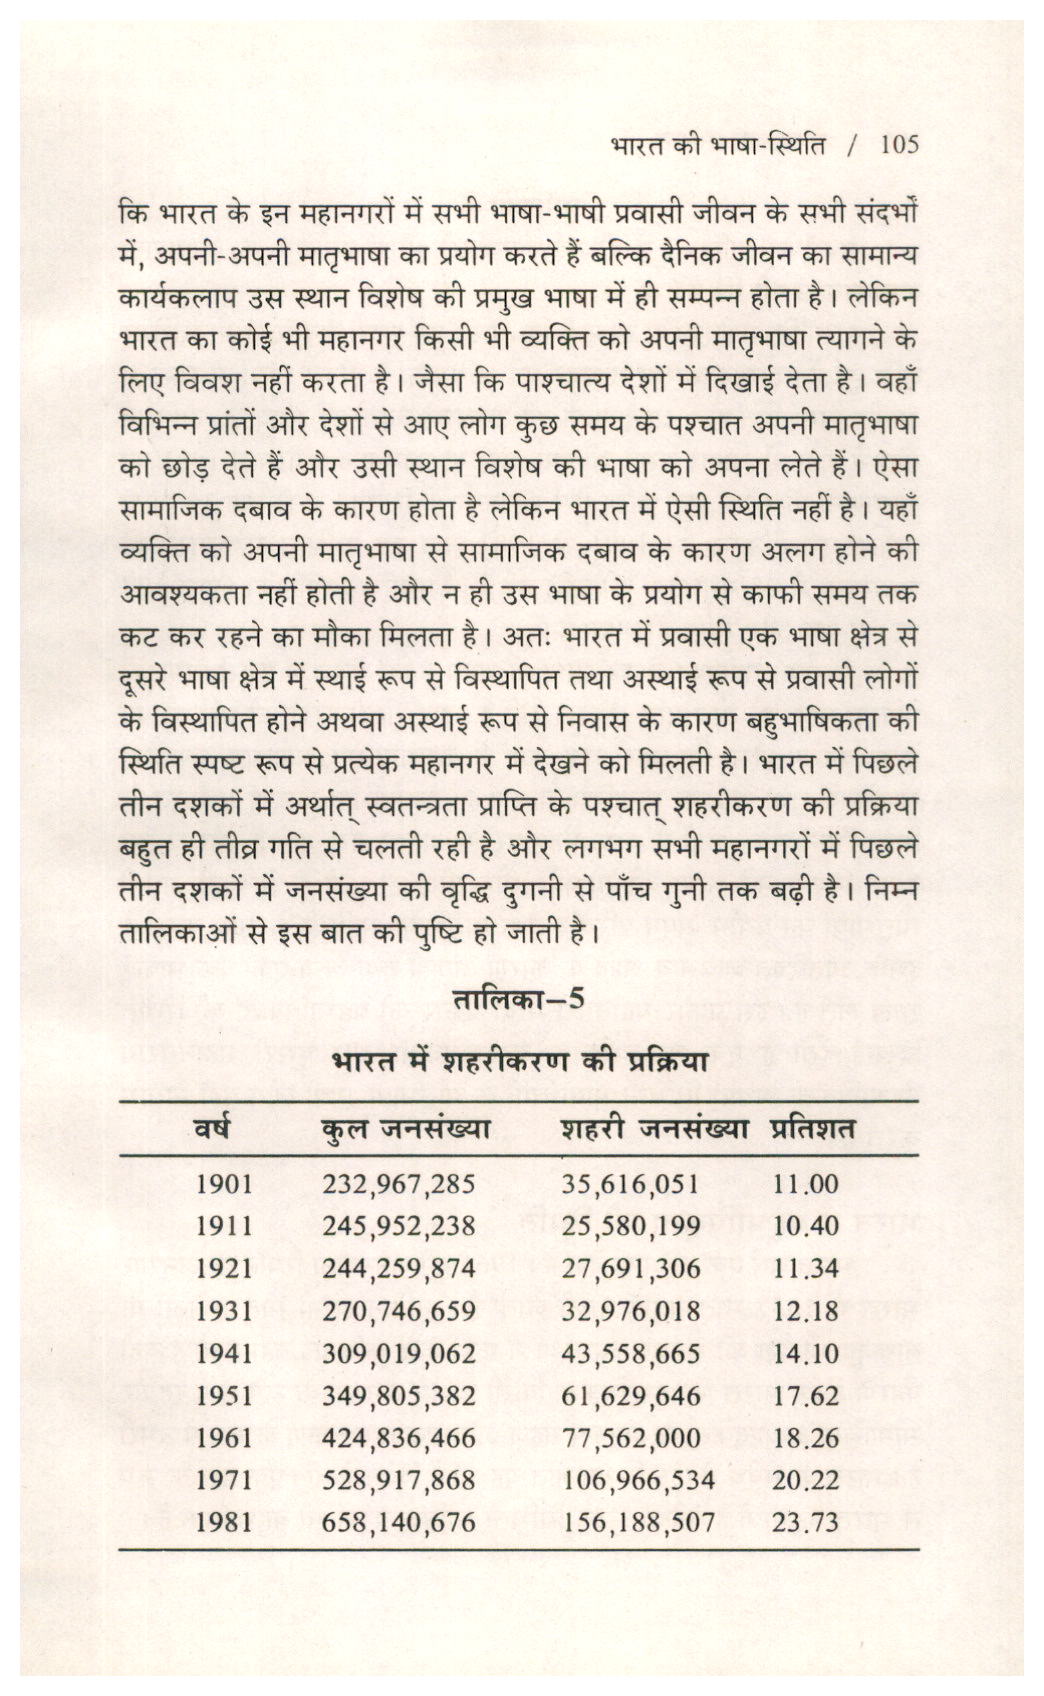 भारत की भाषा-स्थिति / 105
कि भारत के इन महानगरों में सभी भाषा-भाषी प्रवासी जीवन के सभी संदर्भों
में, अपनी-अपनी मातृभाषा का प्रयोग करते हैं बल्कि दैनिक जीवन का सामान्य
कार्यकलाप उस स्थान विशेष की प्रमुख भाषा में ही सम्पन्न होता है। लेकिन
भारत का कोई भी महानगर किसी भी व्यक्ति को अपनी मातृभाषा त्यागने के
लिए विवश नहीं करता है। जैसा कि पाश्चात्य देशों में दिखाई देता है। वहाँ
विभिन्न प्रांतों और देशों से आए लोग कुछ समय के पश्चात अपनी मातृभाषा
को छोड़ देते हैं और उसी स्थान विशेष की भाषा को अपना लेते हैं। ऐसा
सामाजिक दबाव के कारण होता है लेकिन भारत में ऐसी स्थिति नहीं है। यहाँ
व्यक्ति को अपनी मातृभाषा से सामाजिक दबाव के कारण अलग होने की
आवश्यकता नहीं होती है और न ही उस भाषा के प्रयोग से काफी समय तक
कट कर रहने का मौका मिलता है। अतः भारत में प्रवासी एक भाषा क्षेत्र से
दूसरे भाषा क्षेत्र में स्थाई रूप से विस्थापित तथा अस्थाई रूप से प्रवासी लोगों
के विस्थापित होने अथवा अस्थाई रूप से निवास के कारण बहुभाषिकता की
स्थिति स्पष्ट रूप से प्रत्येक महानगर में देखने को मिलती है। भारत में पिछले
तीन दशकों में अर्थात् स्वतन्त्रता प्राप्ति के पश्चात् शहरीकरण की प्रक्रिया
बहुत ही तीव्र गति से चलती रही है और लगभग सभी महानगरों में पिछले
तीन दशकों में जनसंख्या की वृद्धि दुगनी से पाँच गुनी तक बढ़ी है। निम्न
तालिकाओं से इस बात की पुष्टि हो जाती है।
तालिका–5
भारत में शहरीकरण की प्रक्रिया
वर्ष कुल जनसंख्या शहरी जनसंख्या प्रतिशत
1901 232,967,285 35,616,051 11.00
1911 245,952,238 25,580,199 10.40
1921 244,259,874 27,691,306 11.34
1931 270,746,659 32,976,018 12.18
1941 309,019,062 43,558,665 14.10
1951 349,805,382 61,629,646 17.62
1961 424,836,466 77,562,000 18.26
1971 528,917,868 106,966,534 20.22
1981 658,140,676 156,188,507 23.73